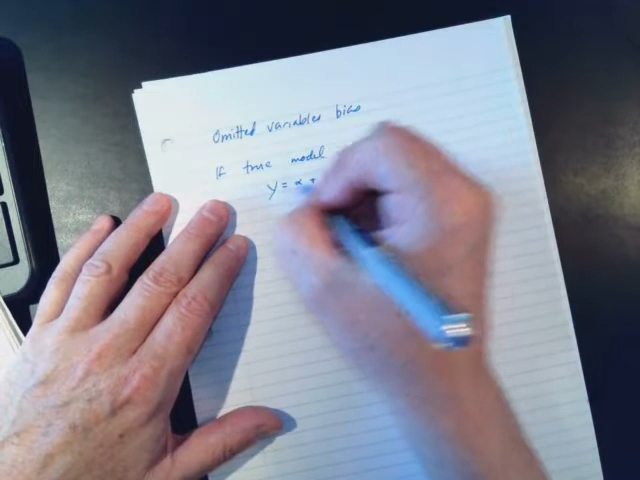 Omitted variables bias
If true model
y = α +